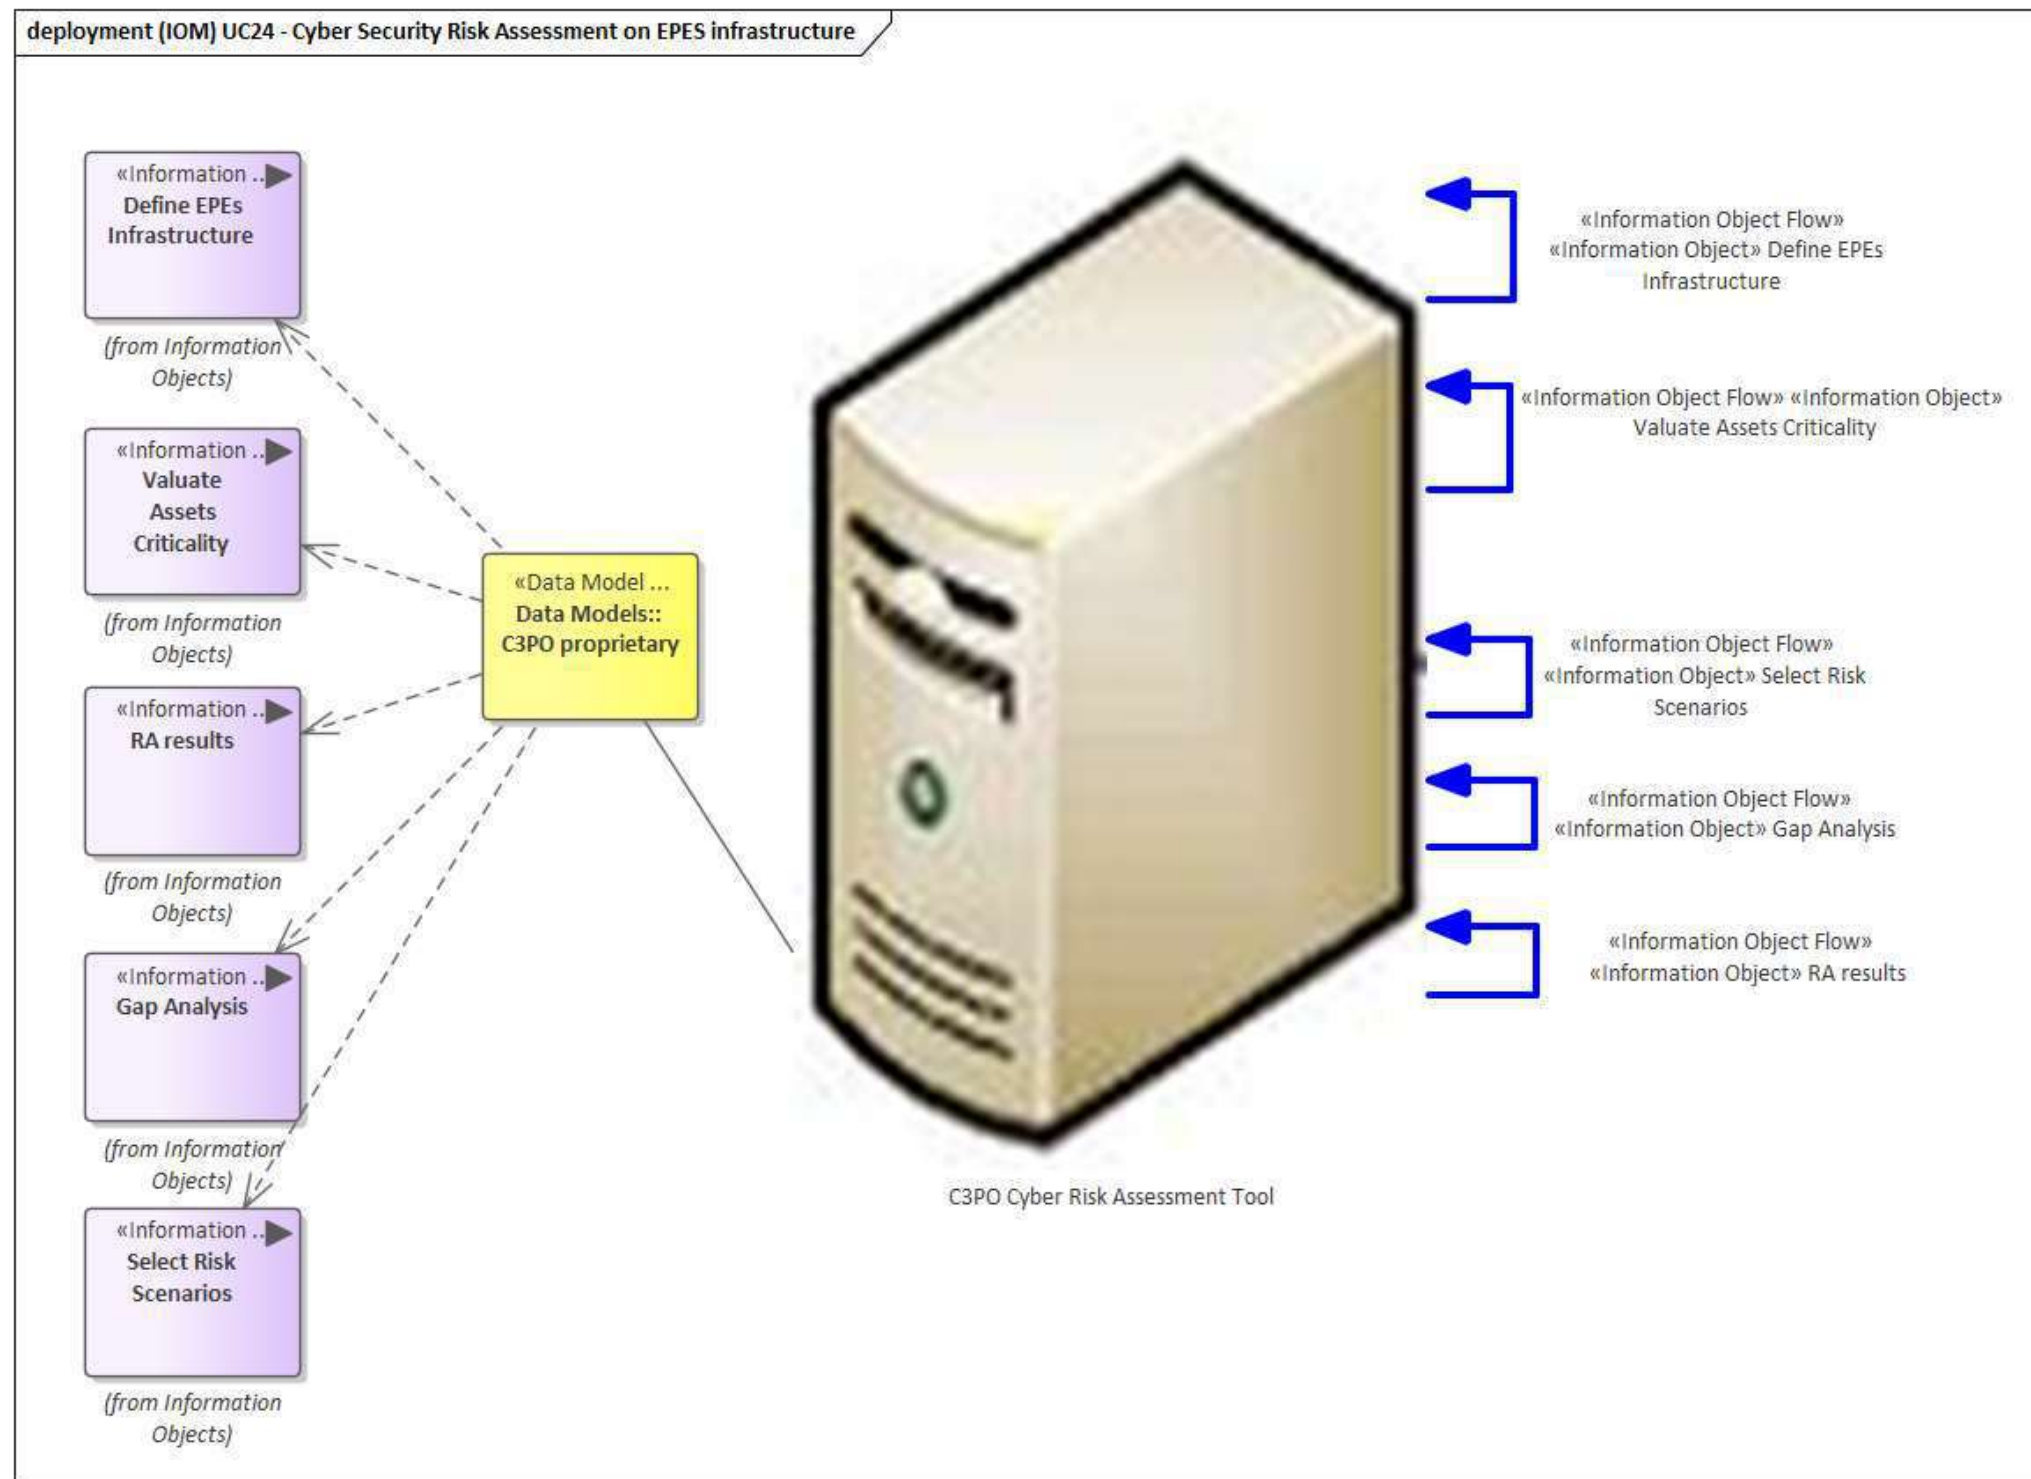 deployment (IOM) UC24 - Cyber Security Risk Assessment on EPES infrastructure
«Information ..
Define EPEs
Infrastructure
(from Information
Objects)
«Information ..
Valuate
Assets
Criticality
(from Information
Objects)
«Information ..
RA results
(from Information
Objects)
«Information ..
Gap Analysis
(from Information
Objects)
«Information ..
Select Risk
Scenarios
(from Information
Objects)
«Data Model ...
Data Models::
C3PO proprietary
C3PO Cyber Risk Assessment Tool
«Information Object Flow»
«Information Object» Define EPEs
Infrastructure
«Information Object Flow» «Information Object»
Valuate Assets Criticality
«Information Object Flow»
«Information Object» Select Risk
Scenarios
«Information Object Flow»
«Information Object» Gap Analysis
«Information Object Flow»
«Information Object» RA results